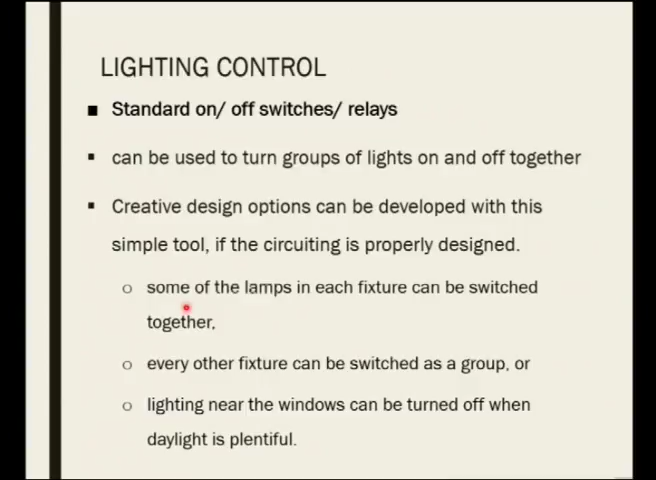 LIGHTING CONTROL
■ Standard on/ off switches/ relays
▪ can be used to turn groups of lights on and off together
▪ Creative design options can be developed with this
simple tool, if the circuiting is properly designed.
o some of the lamps in each fixture can be switched
together,
o every other fixture can be switched as a group, or
o lighting near the windows can be turned off when
daylight is plentiful.